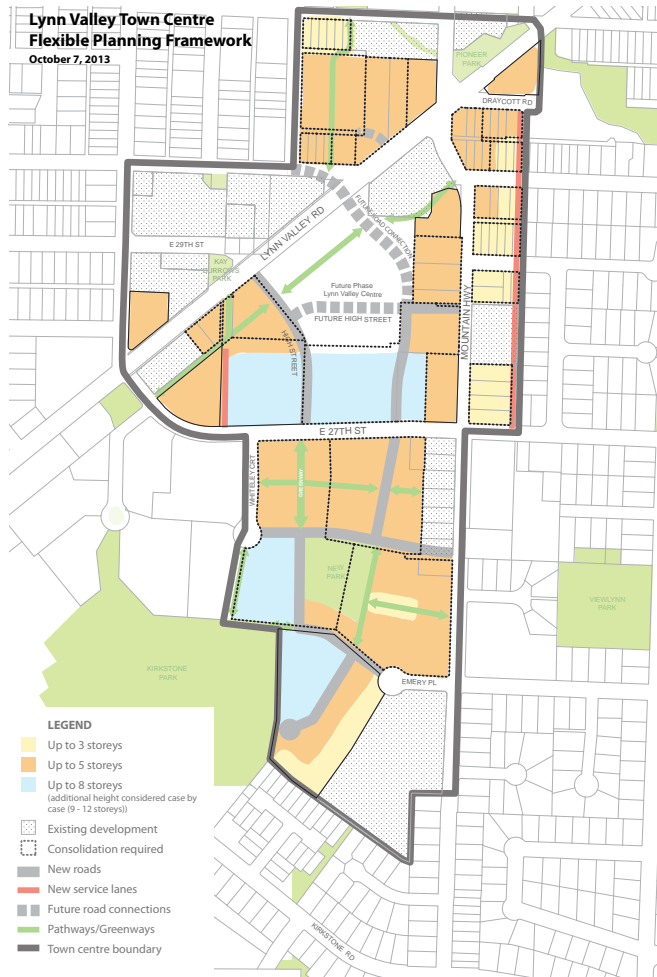 Lynn Valley Town Centre
Flexible Planning Framework
October 7, 2013
PIONEER
PARK
DRAYCOTT RD
LYNN VALLEY RD
FUTURE ROAD CONNECTION
E 29TH ST
KAY
BURROWS
PARK
Future Phase
Lynn Valley Centre
FUTURE HIGH STREET
HIGH STREET
MOUNTAIN HWY
E 27TH ST
WHITELEY CRT
NEW
PARK
VIEWLYNN
PARK
KIRKSTONE
PARK
EMERY PL
LEGEND
Up to 3 storeys
Up to 5 storeys
Up to 8 storeys
(additional height considered case by
case (9 - 12 storeys))
Existing development
Consolidation required
New roads
New service lanes
Future road connections
Pathways/Greenways
Town centre boundary
KIRKSTONE RD